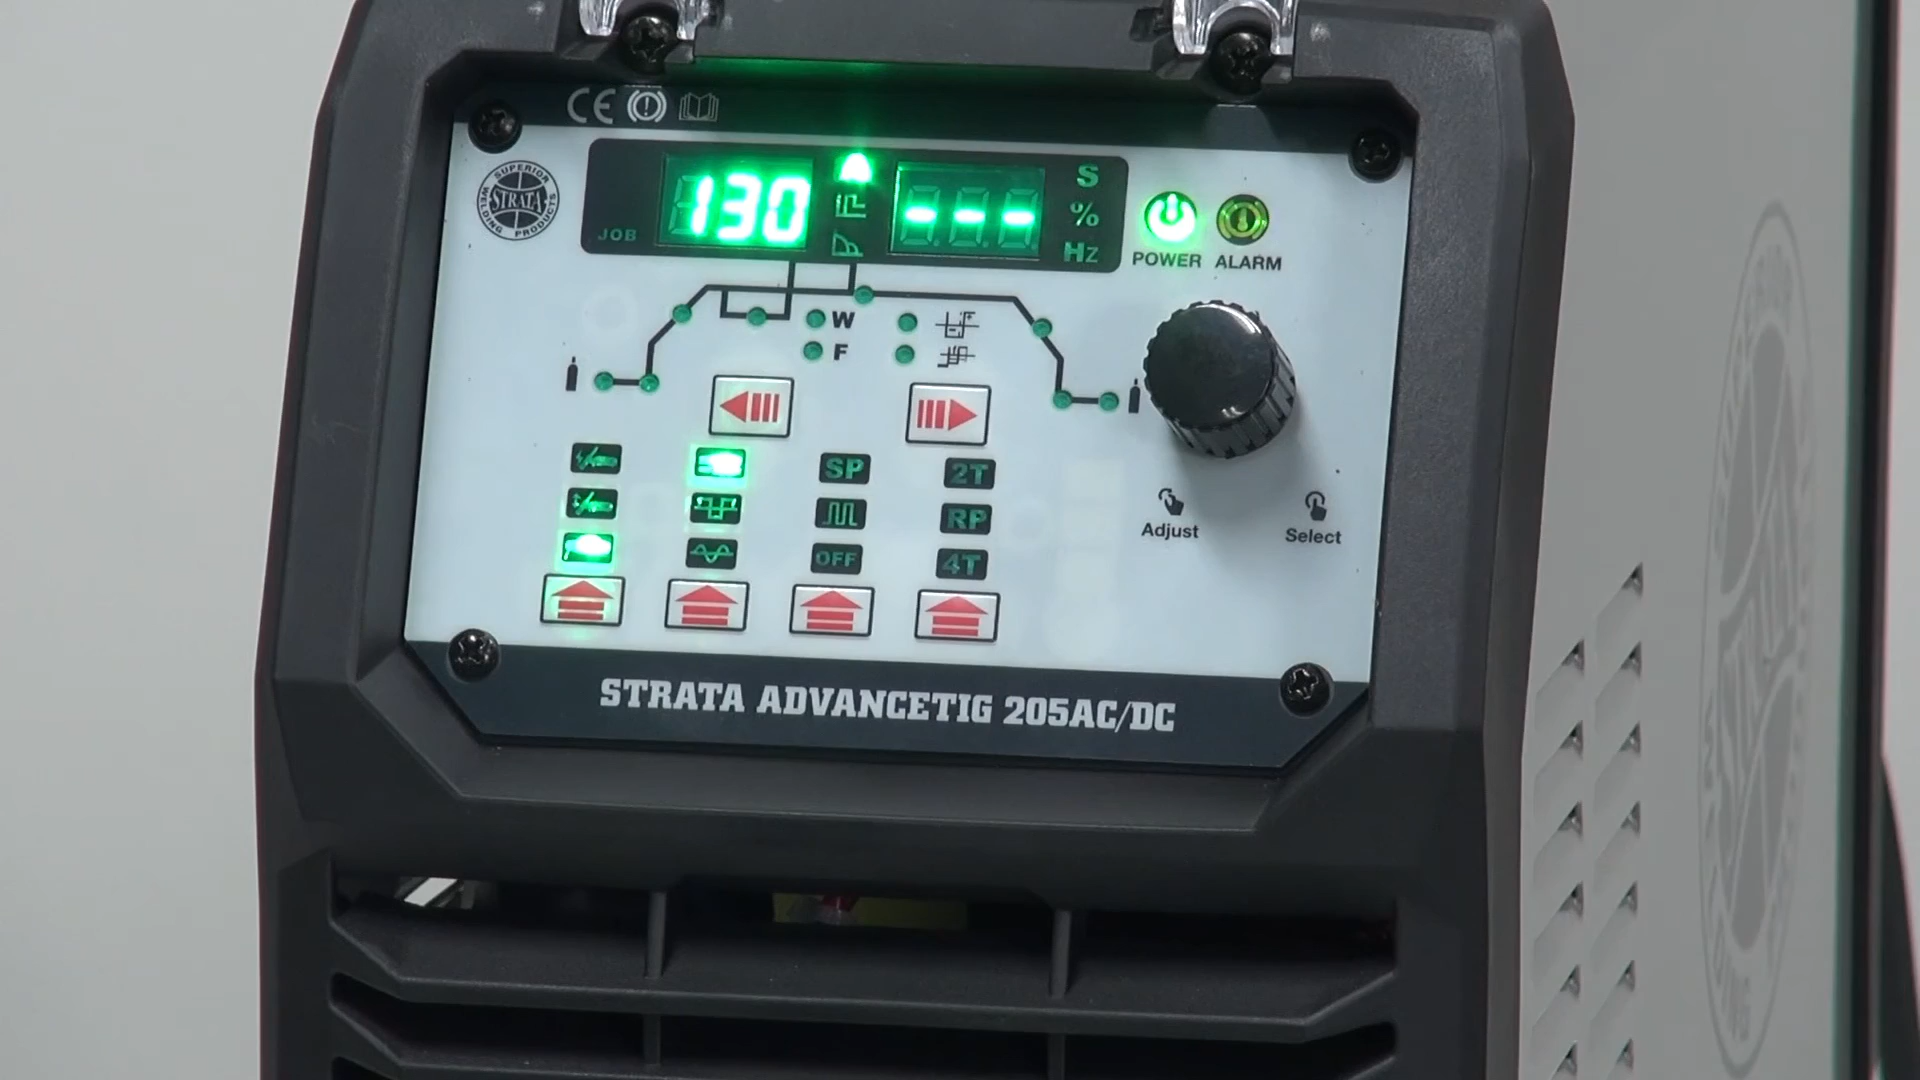 CE
SUPERIOR
STRATA
WELDING PRODUCTS
JOB
130
---
S
%
Hz
POWER ALARM
W
F
SP
2T
RP
OFF
4T
Adjust
Select
STRATA ADVANCETIG 205AC/DC